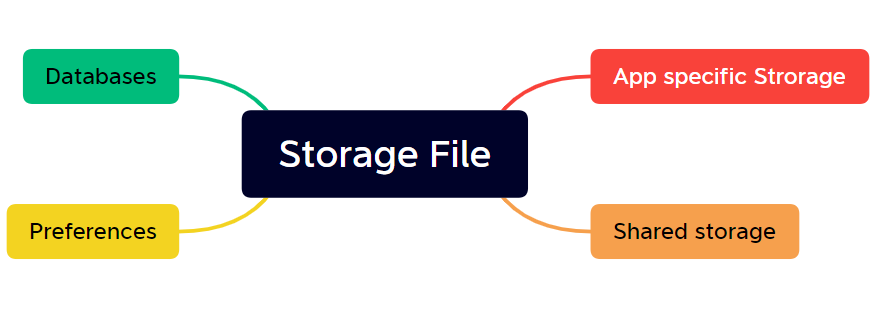 Databases
App specific Strorage
Storage File
Preferences
Shared storage